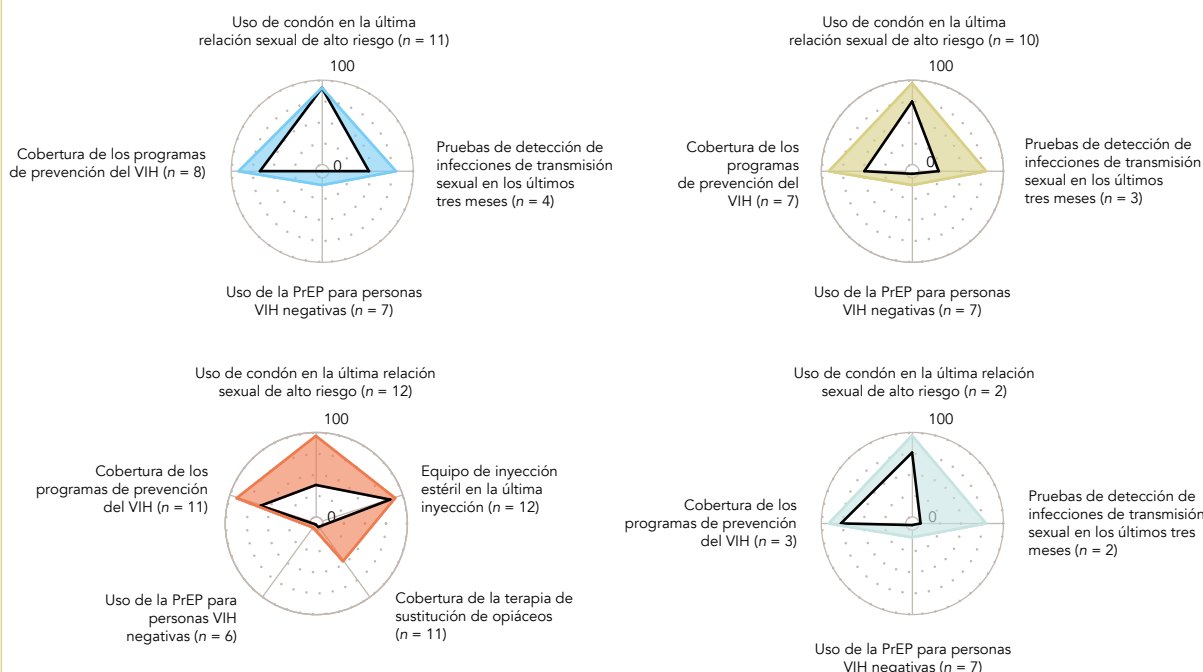 Uso de condón en la última
relación sexual de alto riesgo (n = 11)
100
0
Cobertura de los programas
de prevención del VIH (n = 8)
Pruebas de detección de
infecciones de transmisión
sexual en los últimos
tres meses (n = 4)
Uso de la PrEP para personas
VIH negativas (n = 7)
Uso de condón en la última
relación sexual de alto riesgo (n = 10)
100
0
Cobertura de los
programas
de prevención del
VIH (n = 7)
Pruebas de detección de
infecciones de transmisión
sexual en los últimos
tres meses (n = 3)
Uso de la PrEP para personas
VIH negativas (n = 7)
Uso de condón en la última relación
sexual de alto riesgo (n = 12)
100
0
Cobertura de los
programas de prevención
del VIH (n = 11)
Equipo de inyección
estéril en la última
inyección (n = 12)
Uso de la PrEP para
personas VIH
negativas (n = 6)
Cobertura de la terapia de
sustitución de opiáceos
(n = 11)
Uso de condón en la última relación
sexual de alto riesgo (n = 2)
100
0
Cobertura de los
programas de prevención
del VIH (n = 3)
Pruebas de detección de
infecciones de transmisión
sexual en los últimos tres
meses (n = 2)
Uso de la PrEP para personas
VIH negativas (n = 7)